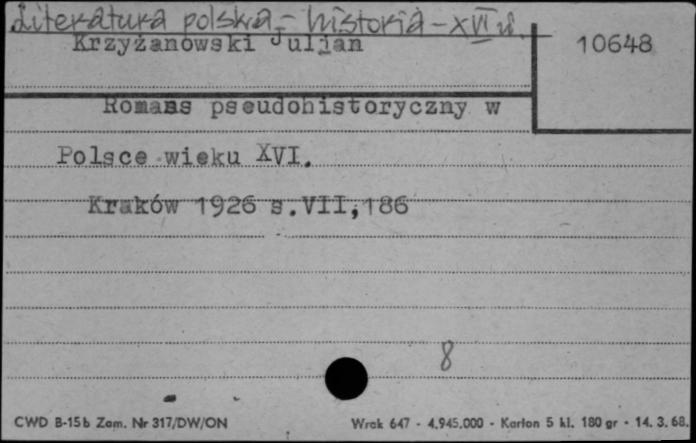 Literatura polska - historia - XVI w.
Krzyżanowski Juljan
10648
Romans pseudohistoryczny w
Polsce wieku XVI.
Kraków 1926 s.VII,186
8
CWD B-15b Zam. Nr 317/DW/ON
Wrak 647 - 4.945.000 - Karton 5 kl. 180 gr - 14. 3. 68.